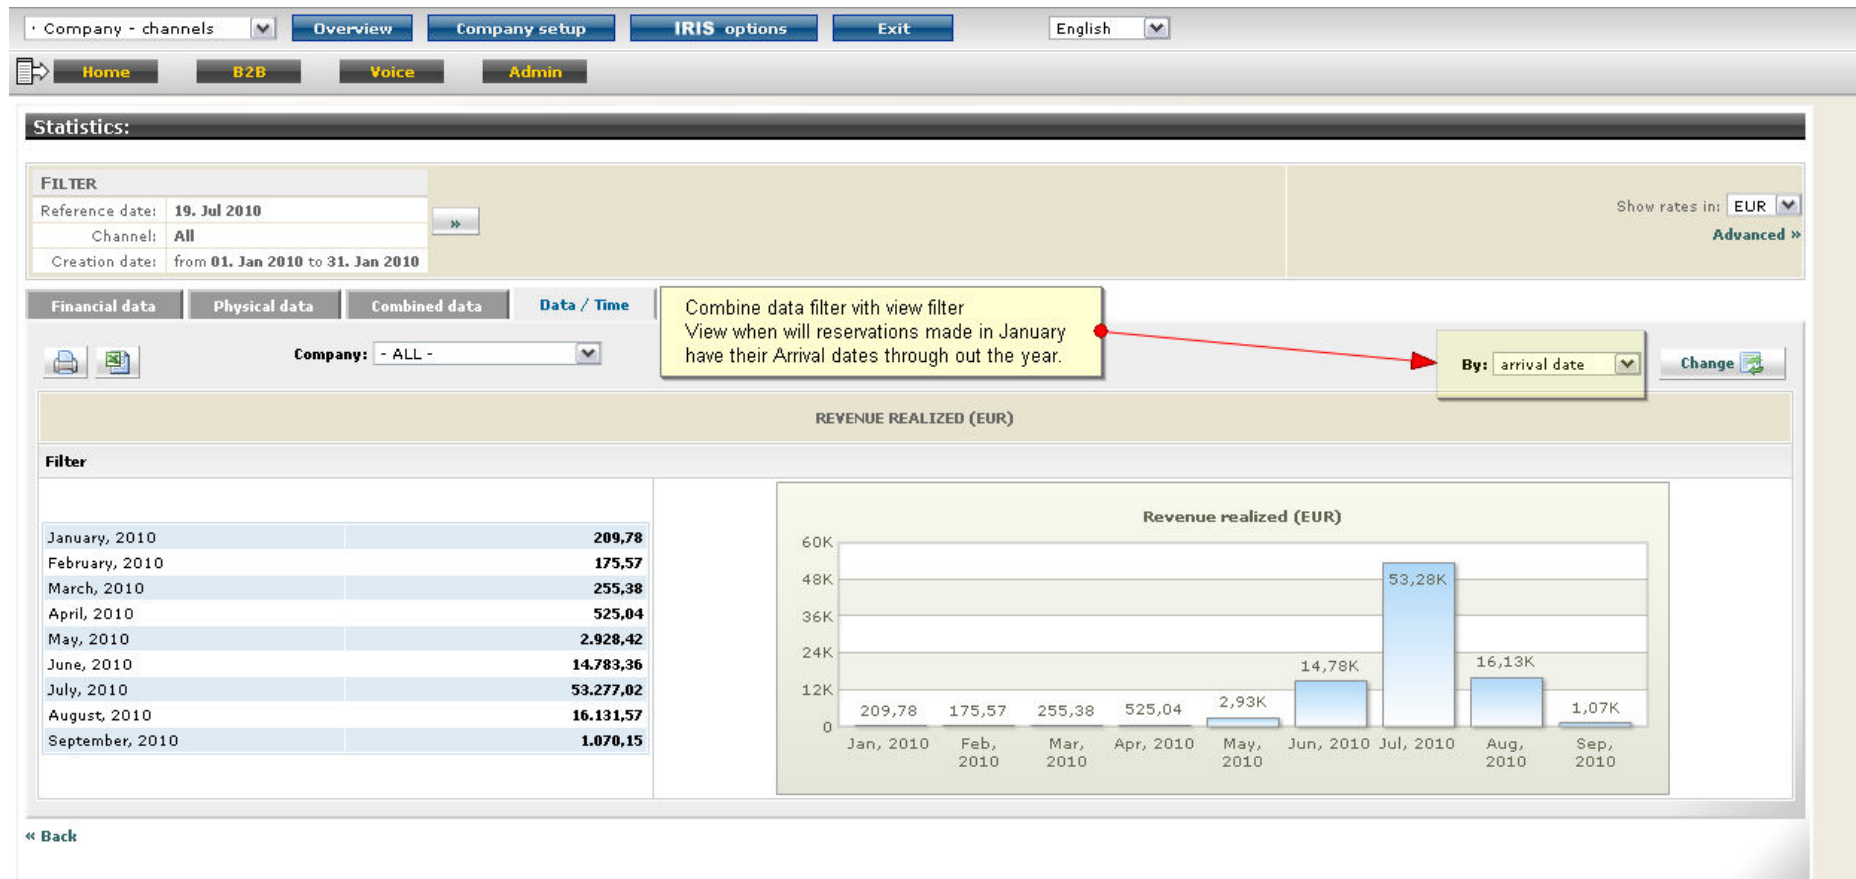 · Company - channels
Overview
Company setup
IRIS options
Exit
English
Home
B2B
Voice
Admin
Statistics:
FILTER
Reference date: 19. Jul 2010
Channel: All
Creation date: from 01. Jan 2010 to 31. Jan 2010
»
Show rates in: EUR
Advanced »
Financial data
Physical data
Combined data
Data / Time
Combine data filter vith view filter
View when will reservations made in January
have their Arrival dates through out the year.
Company: - ALL -
By: arrival date
Change
REVENUE REALIZED (EUR)
Filter
January, 2010 209,78
February, 2010 175,57
March, 2010 255,38
April, 2010 525,04
May, 2010 2.928,42
June, 2010 14.783,36
July, 2010 53.277,02
August, 2010 16.131,57
September, 2010 1.070,15
Revenue realized (EUR)
60K
48K
36K
24K
12K
0
209,78
175,57
255,38
525,04
2,93K
14,78K
53,28K
16,13K
1,07K
Jan, 2010
Feb,
2010
Mar,
2010
Apr, 2010
May,
2010
Jun, 2010
Jul, 2010
Aug,
2010
Sep,
2010
« Back